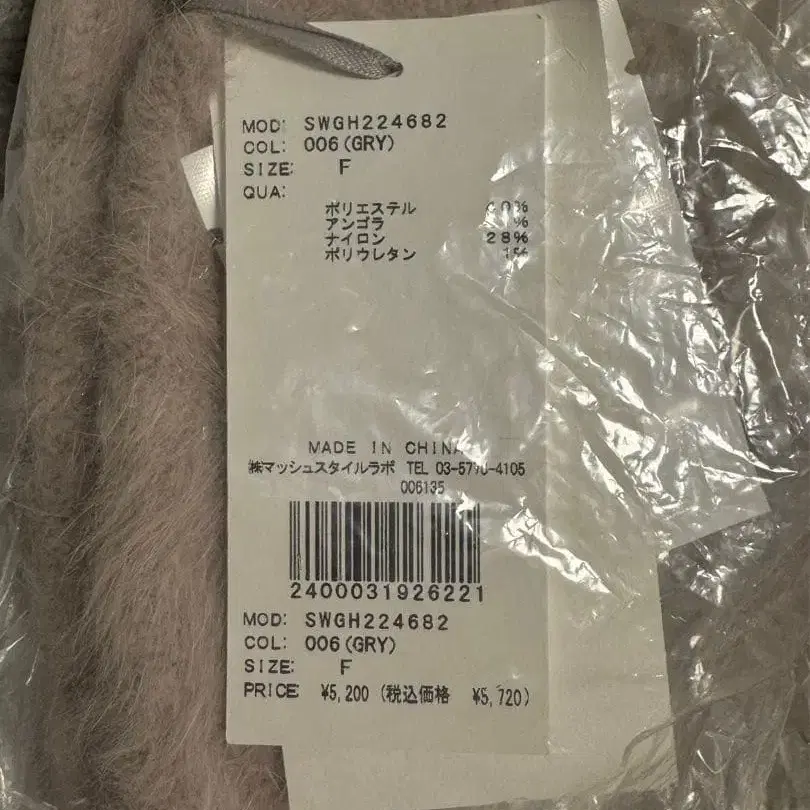 MOD: SWGH224682
COL: 006(GRY)
SIZE: F
QUA:
ポリエステル
アンゴラ %
ナイロン 28%
ポリウレタン 1%
MADE IN CHINA
㈱マッシュスタイルラボ TEL
006135
2400031926221
MOD: SWGH224682
COL: 006(GRY)
SIZE: F
PRICE ¥5,200 (税込価格 ¥5,720)